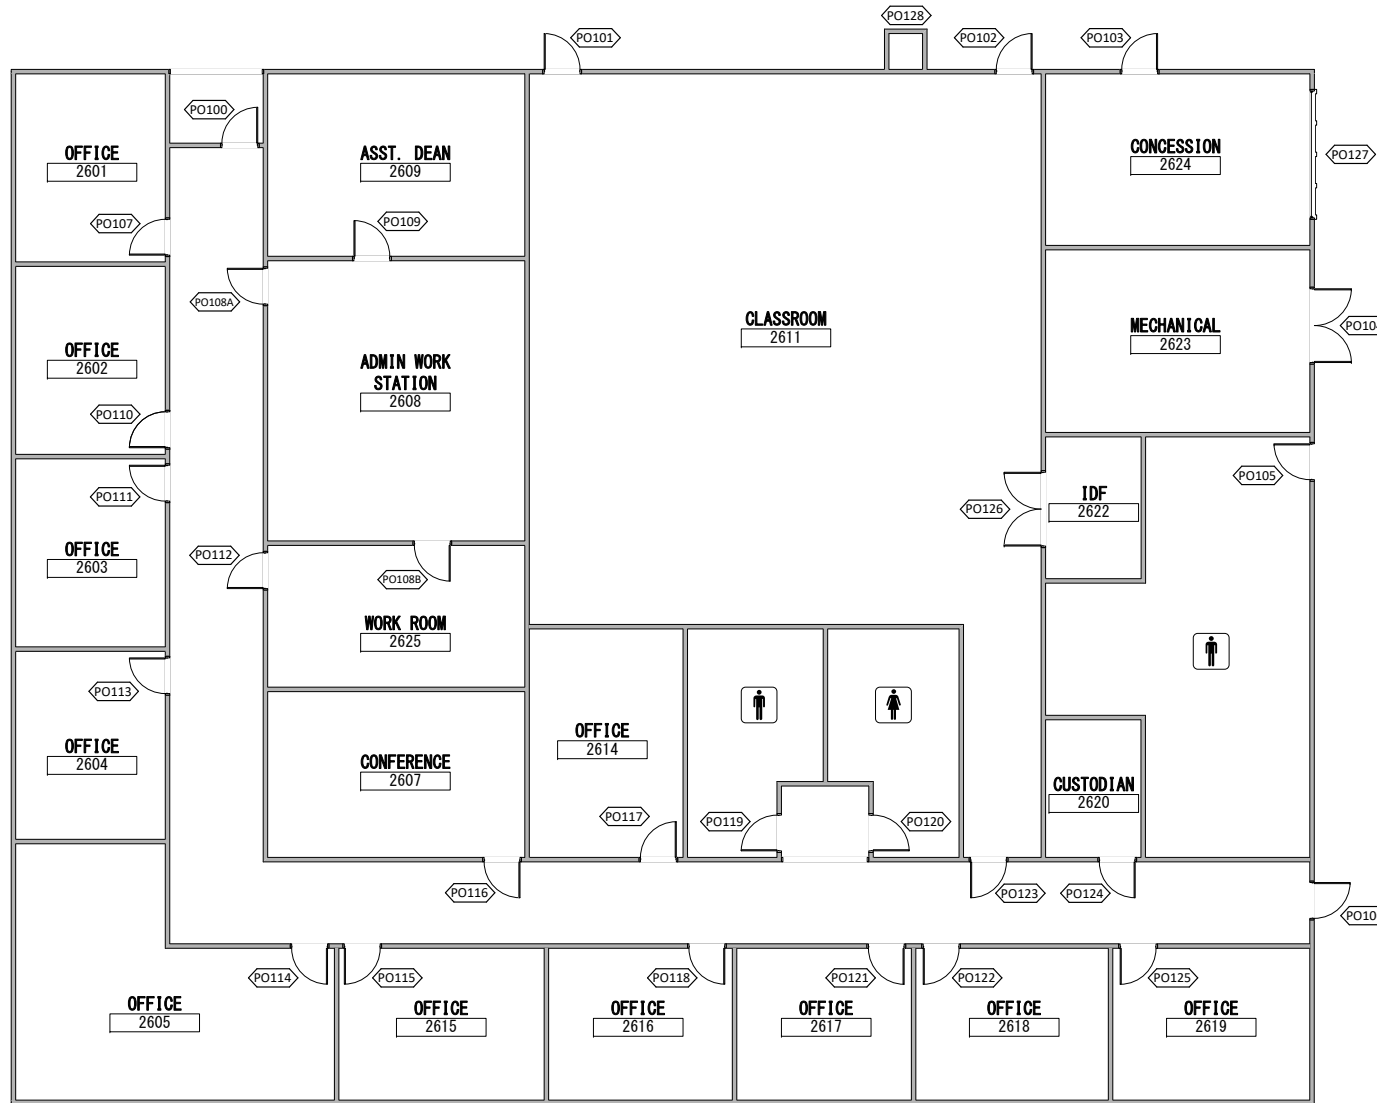 PO128
PO101
PO102
PO103
PO100
OFFICE
2601
ASST. DEAN
2609
CONCESSION
2624
PO127
PO107
PO109
PO108A
CLASSROOM
2611
MECHANICAL
2623
OFFICE
2602
ADMIN WORK
STATION
2608
PO110
PO111
PO105
IDF
2622
PO126
OFFICE
2603
PO112
PO108B
WORK ROOM
2625
PO113
OFFICE
2604
CONFERENCE
2607
OFFICE
2614
CUSTODIAN
2620
PO117
PO119
PO120
PO116
PO123
PO124
PO10
PO114
PO115
PO118
PO121
PO122
PO125
OFFICE
2605
OFFICE
2615
OFFICE
2616
OFFICE
2617
OFFICE
2618
OFFICE
2619